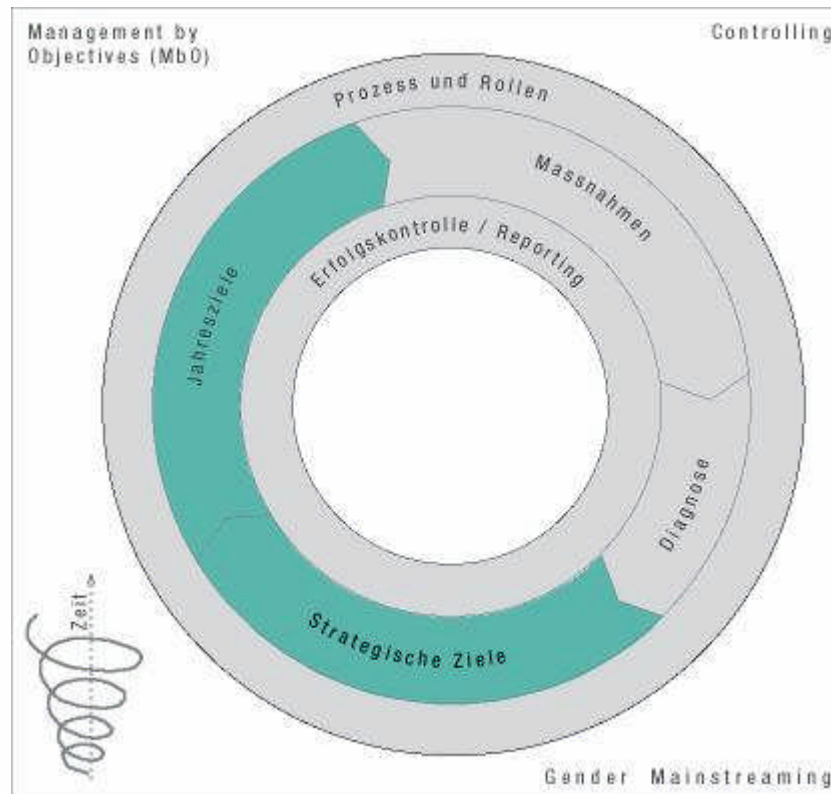 Management by
Objectives (MbO)
Controlling
Prozess und Rollen
Massnahmen
Erfolgskontrolle / Reporting
Jahresziele
Diagnose
Strategische Ziele
Zeit
Gender Mainstreaming